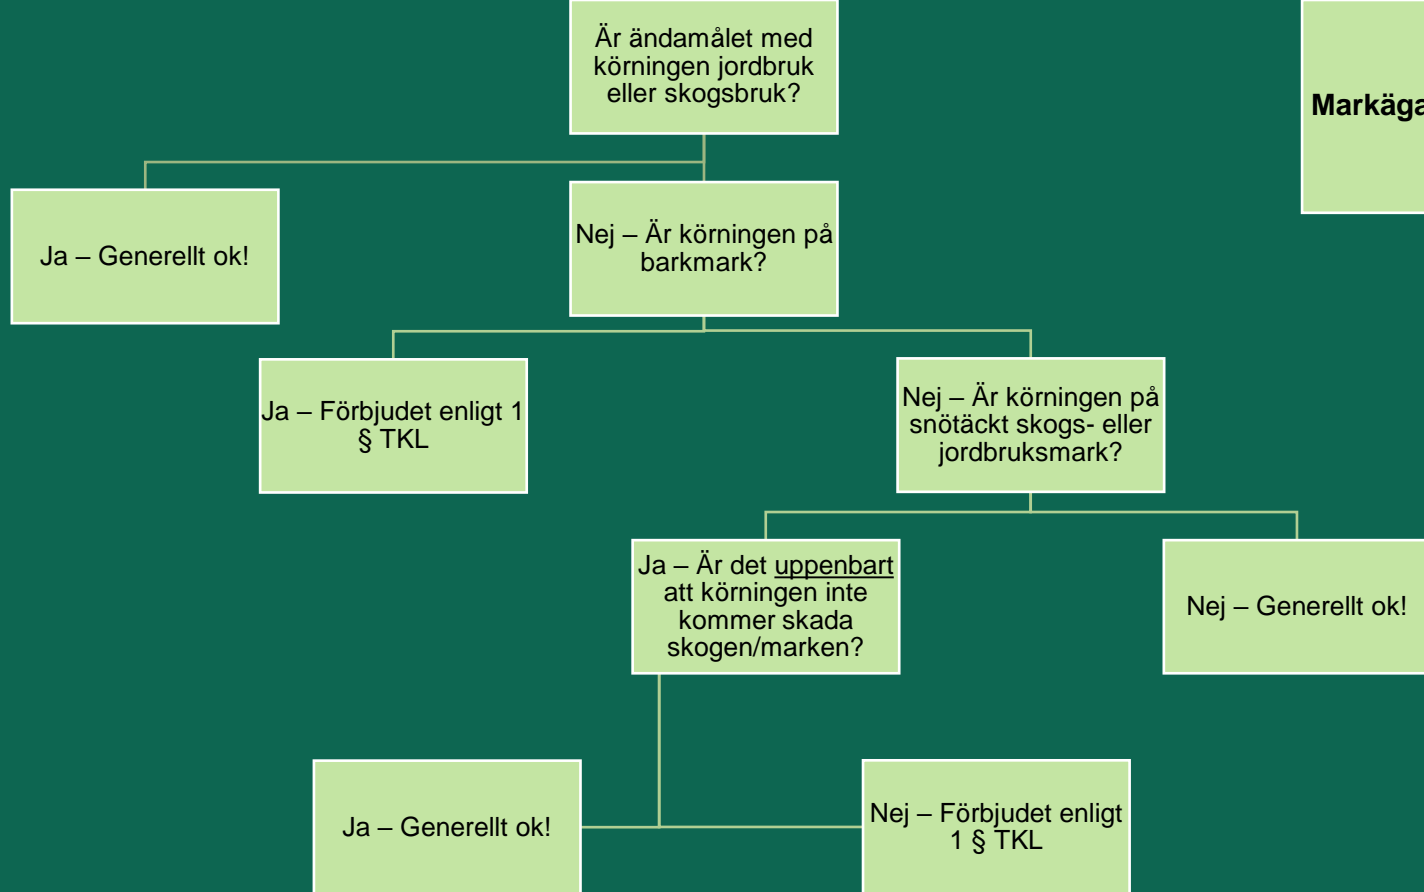 Är ändamålet med
körningen jordbruk
eller skogsbruk?
Markäga
Ja – Generellt ok!
Nej – Är körningen på
barkmark?
Ja – Förbjudet enligt 1
§ TKL
Nej – Är körningen på
snötäckt skogs- eller
jordbruksmark?
Ja – Är det uppenbart
att körningen inte
kommer skada
skogen/marken?
Nej – Generellt ok!
Ja – Generellt ok!
Nej – Förbjudet enligt
1 § TKL